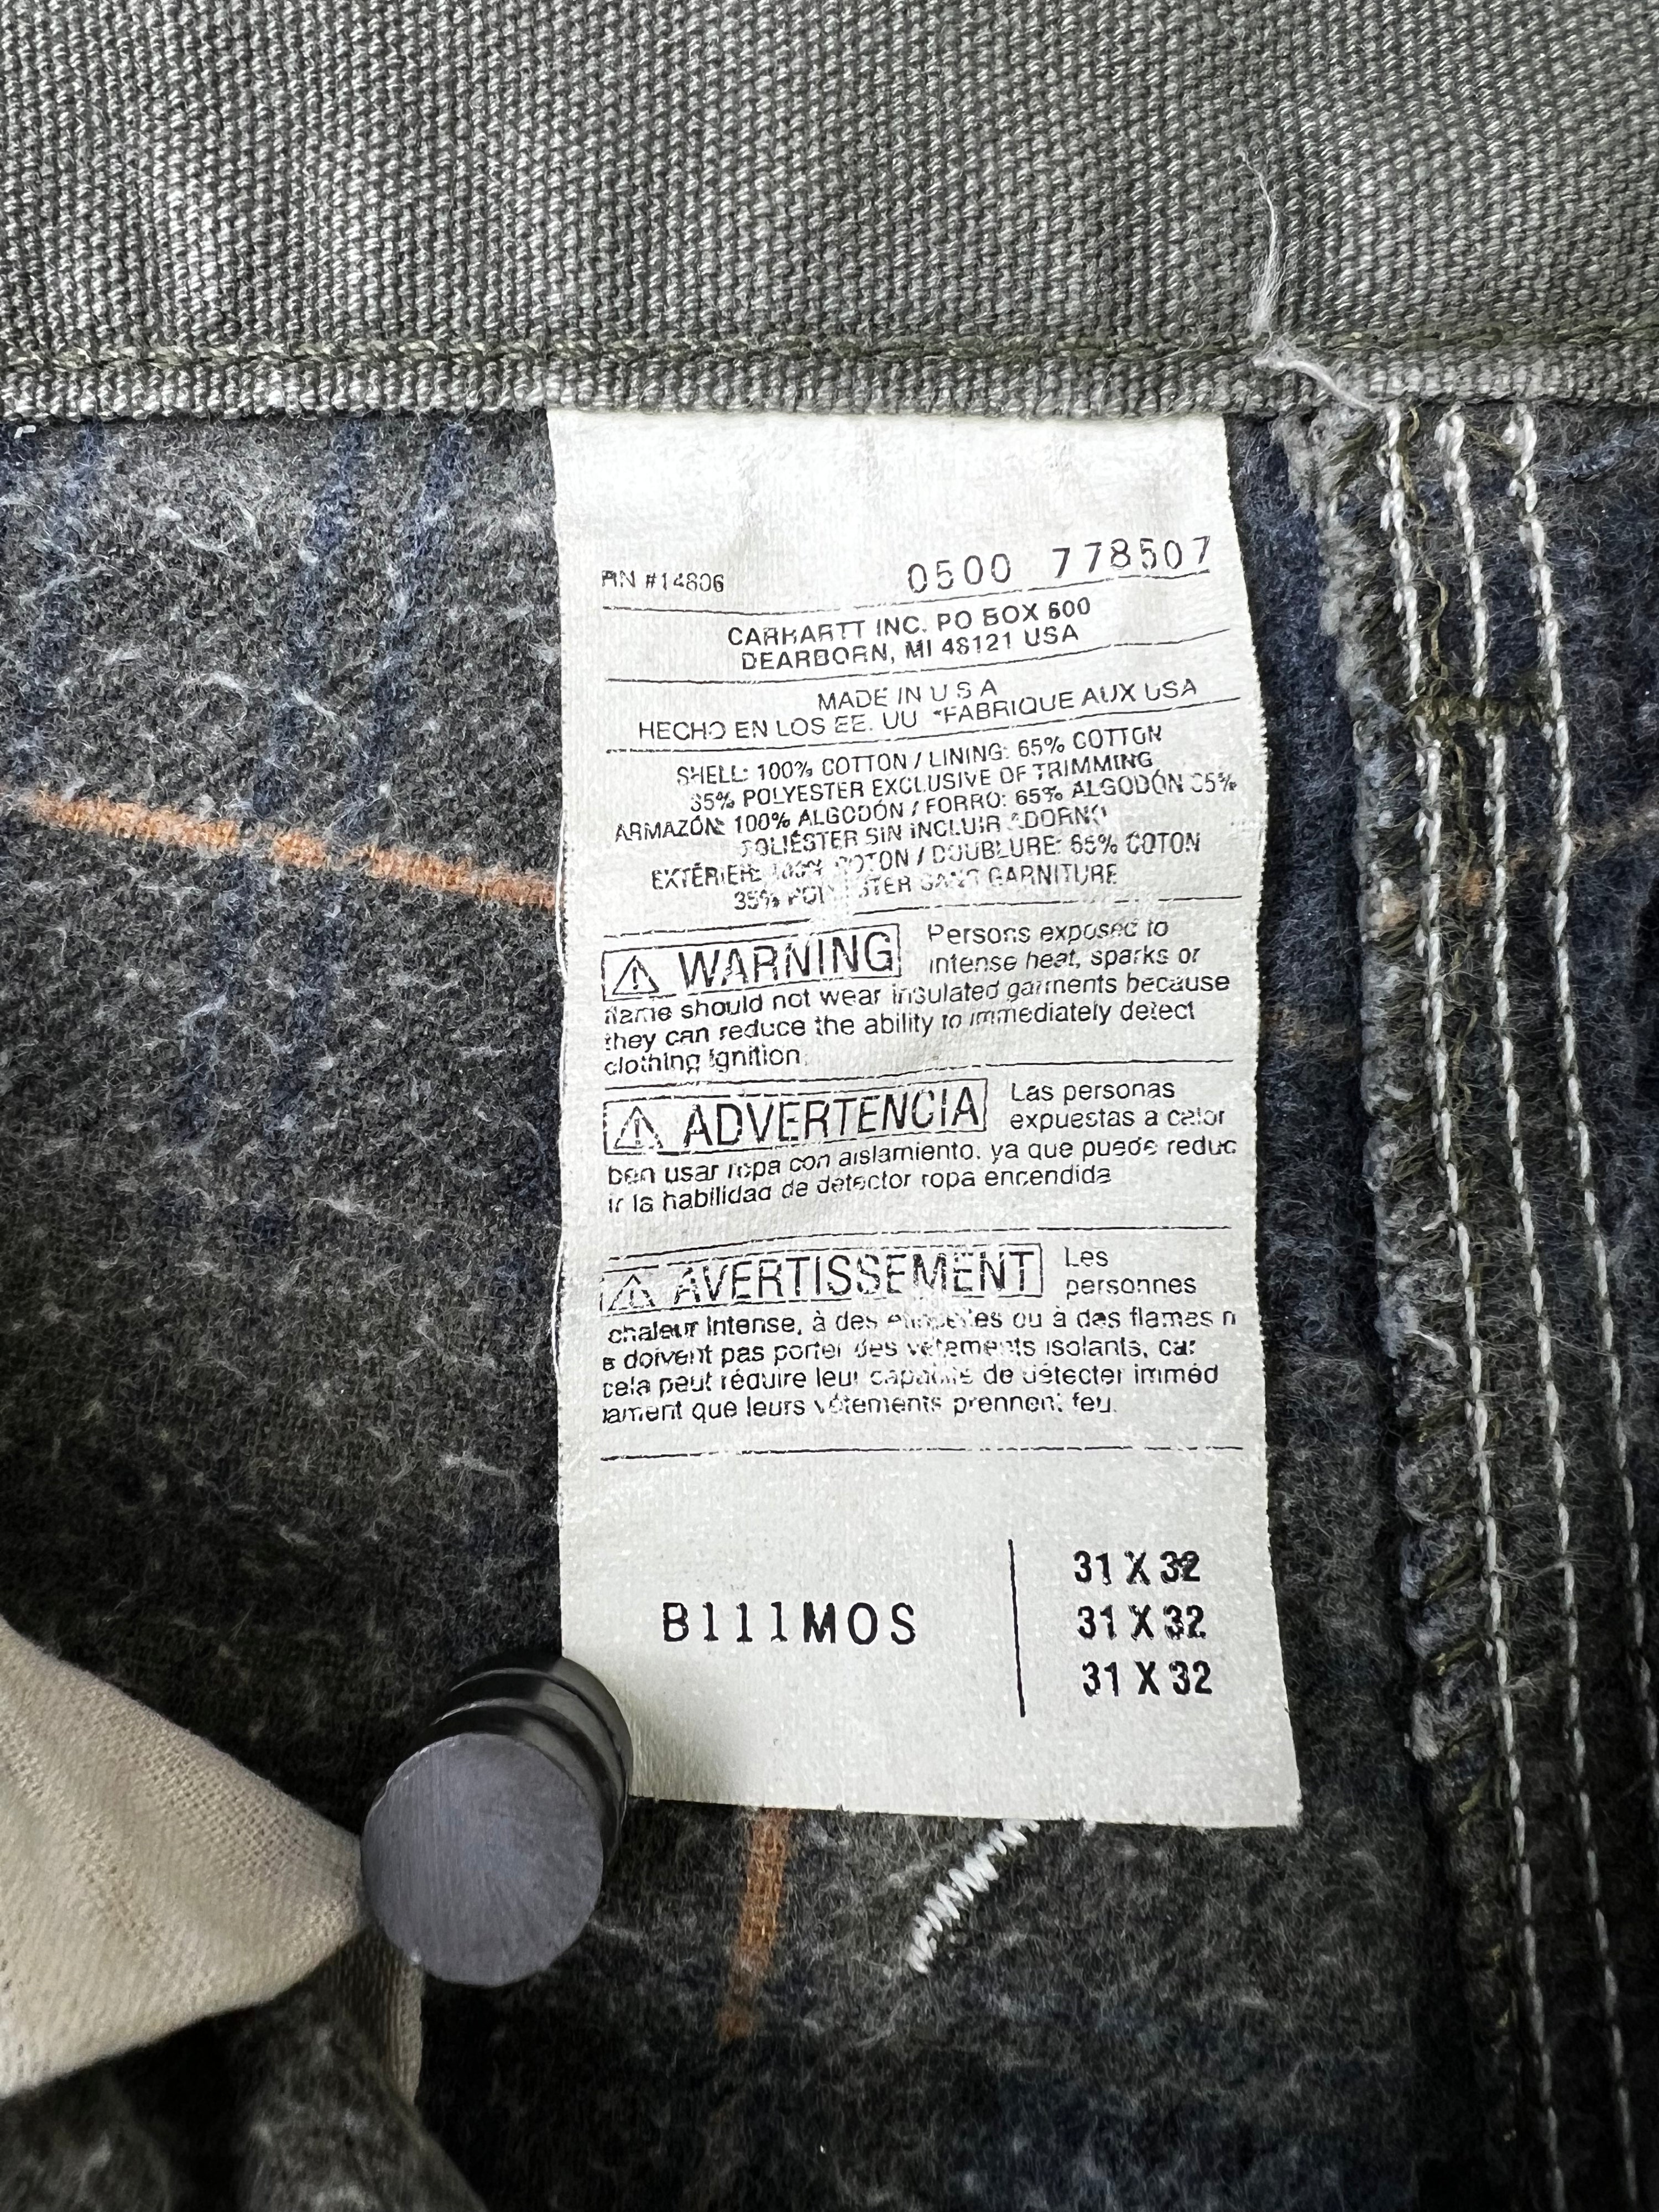 RN #14806
0500 778507
CARHARTT INC. PO BOX 600
DEARBORN, MI 48121 USA
MADE IN U S A
HECHO EN LOS EE. UU *FABRIQUE AUX USA
SHELL: 100% COTTON / LINING: 65% COTTON
35% POLYESTER EXCLUSIVE OF TRIMMING
ARMAZÓN: 100% ALGODÓN / FORRO: 65% ALGODÓN 35%
POLIÉSTER SIN INCLUIR ADORNO
EXTÉRIER: 100% COTON / DOUBLURE: 65% COTON
35% POLYESTER SANS GARNITURE
WARNING Persons exposed to
intense heat, sparks or
flame should not wear insulated garments because
they can reduce the ability to immediately detect
clothing ignition.
ADVERTENCIA Las personas
expuestas a calor
ben usar ropa con aislamiento. ya que puede reduc
ir la habilidad de detector ropa encendida
AVERTISSEMENT Les
personnes
chaleur intense, à des ou à des flames n
e doivent pas porter des vêtements isolants, car
cela peut réduire leur capacité de détecter imméd
iament que leurs vêtements prennent feu.
B111MOS
31 X 32
31 X 32
31 X 32